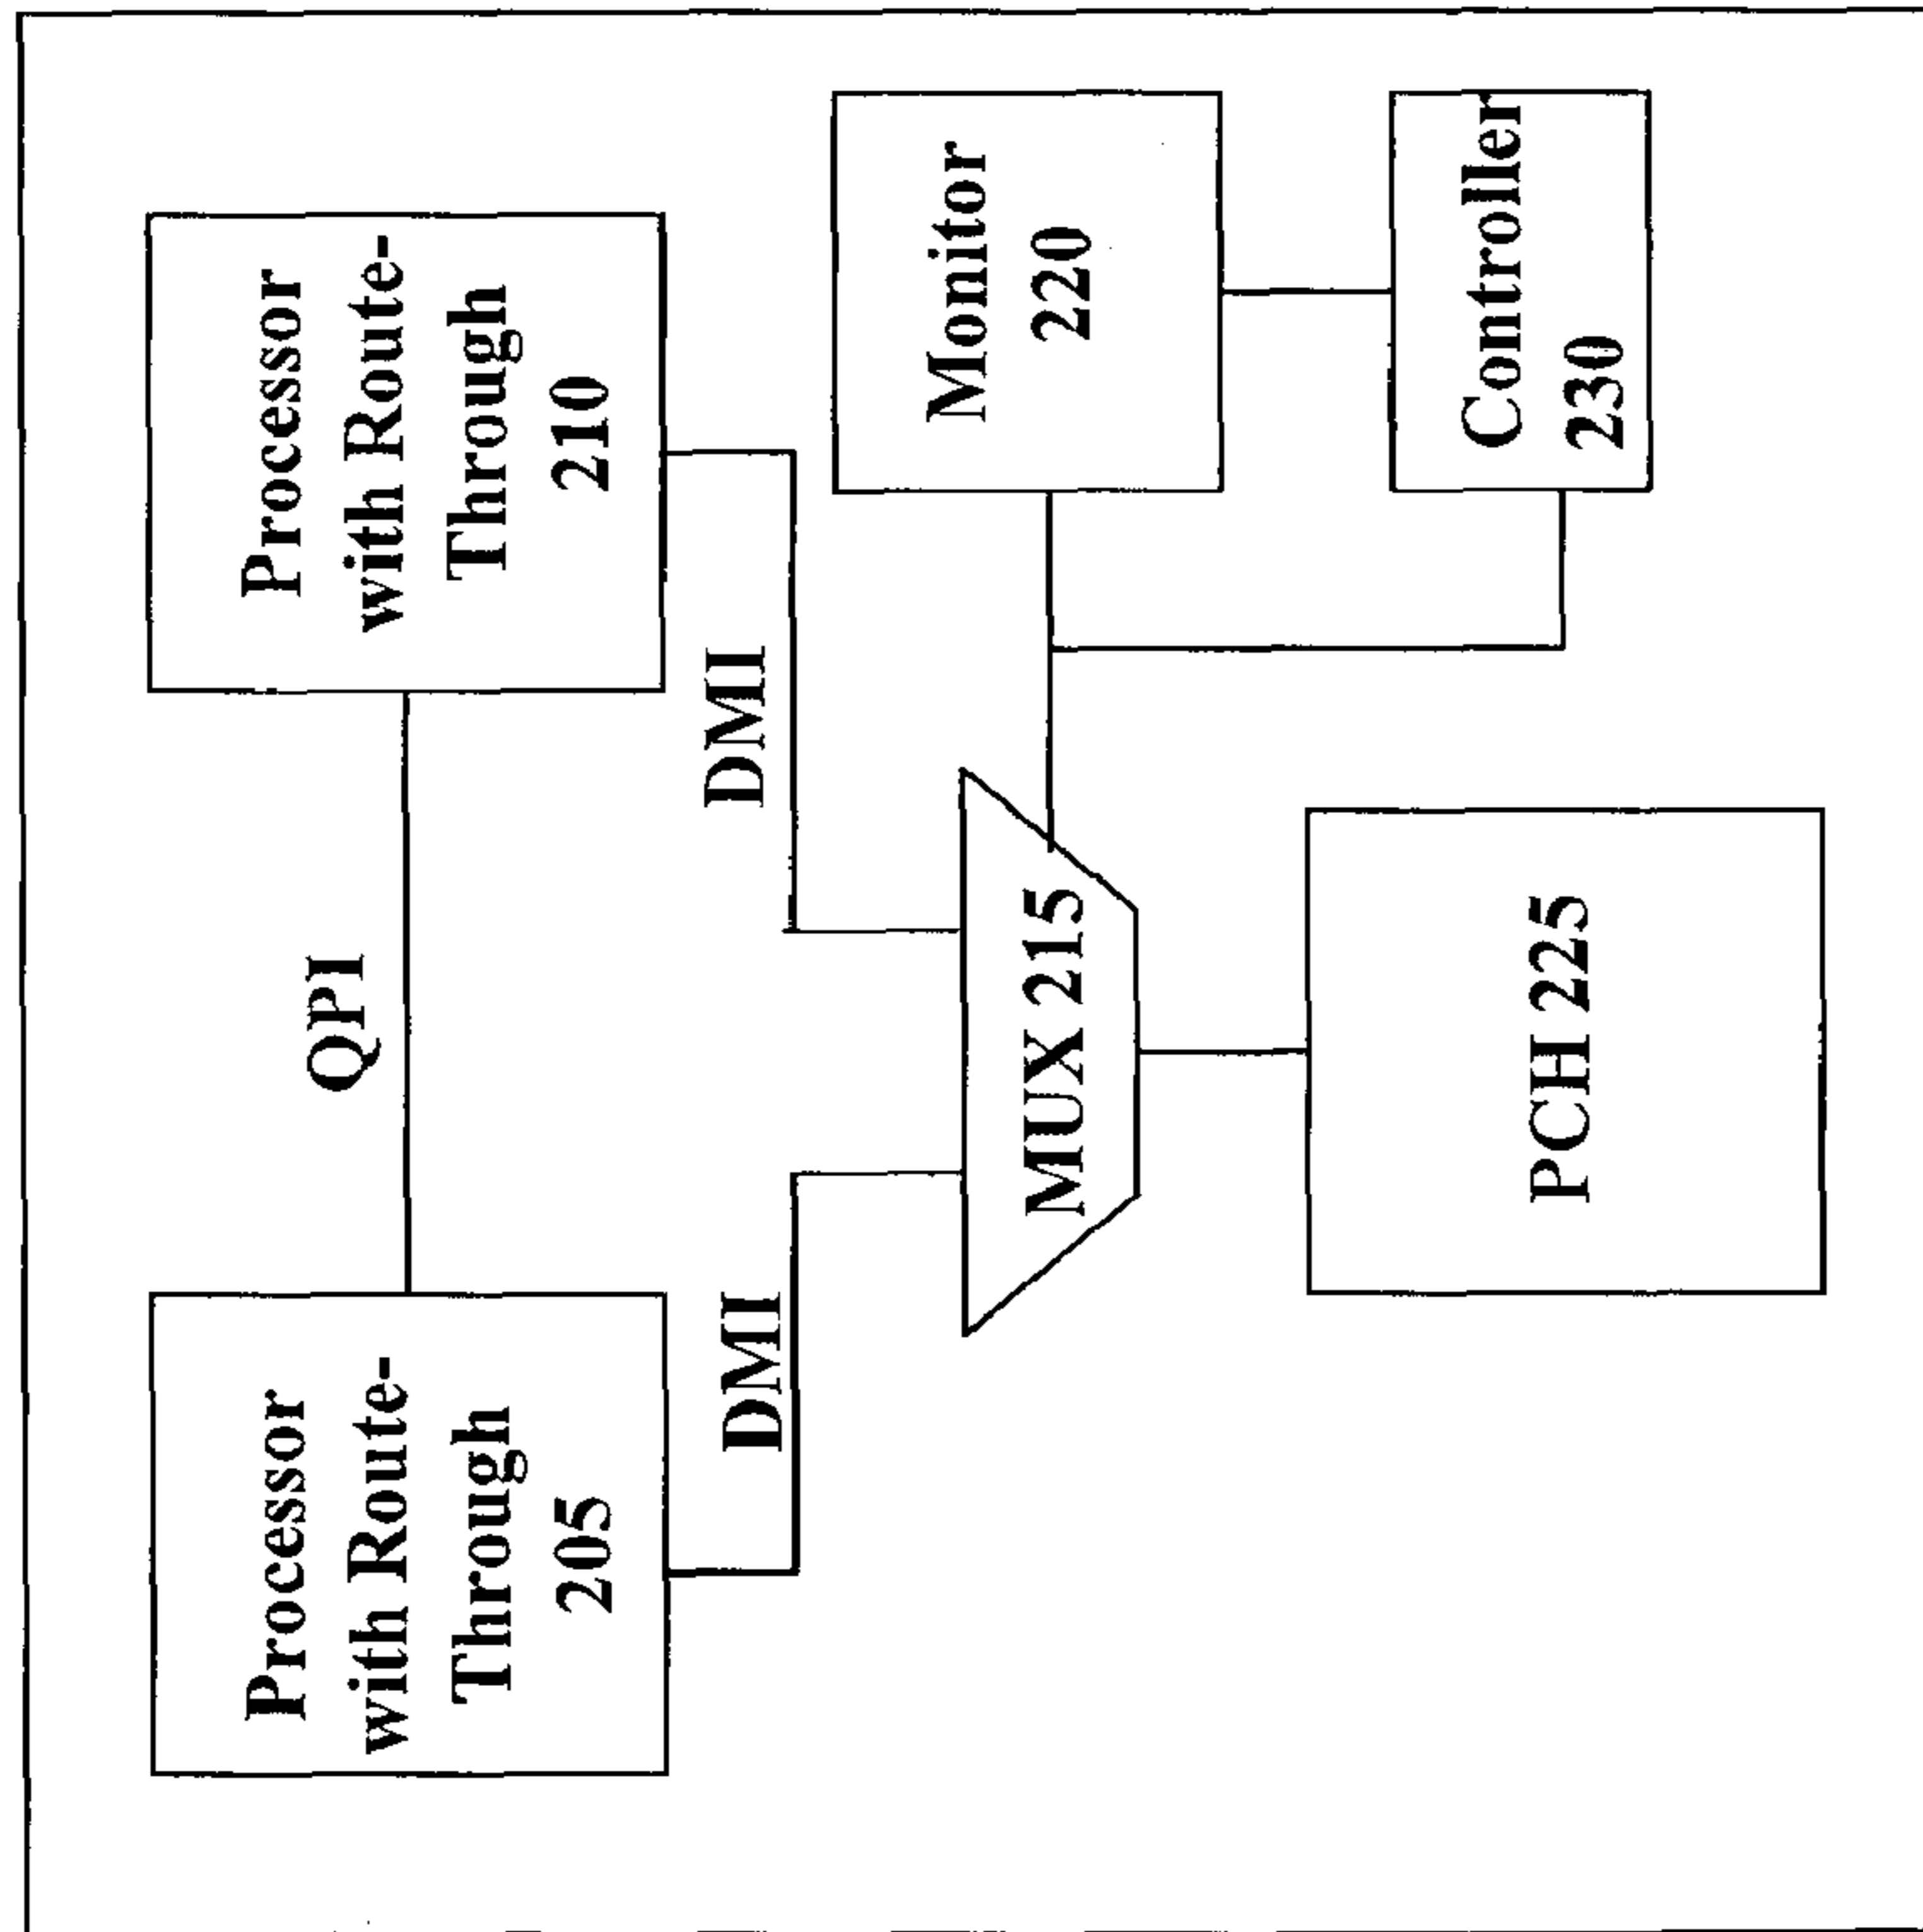 Processor
with Route-
Through
205
QPI
Processor
with Route-
Through
210
DMI
DMI
MUX 215
Monitor
220
PCH 225
Controller
230